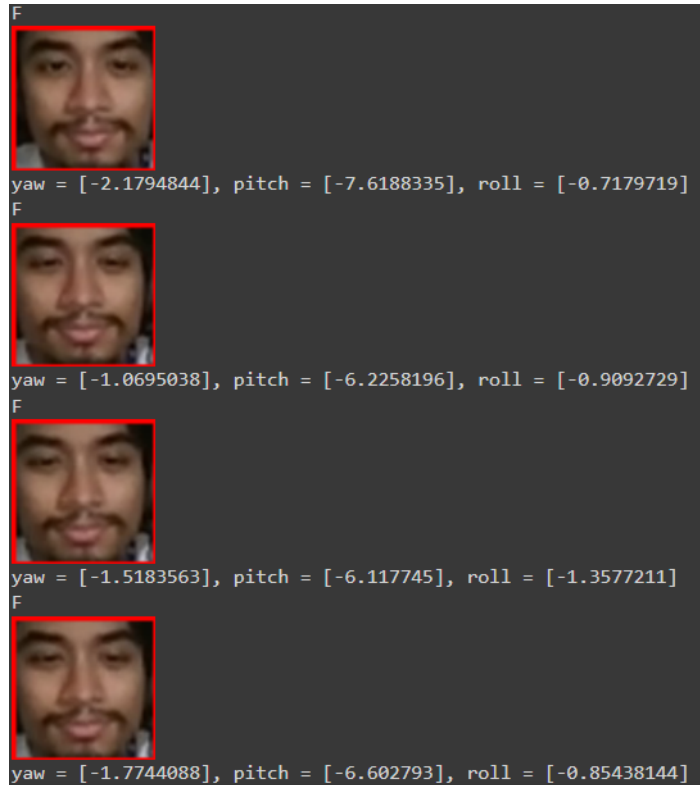 F
yaw = [-2.1794844], pitch = [-7.6188335], roll = [-0.7179719]
F
yaw = [-1.0695038], pitch = [-6.2258196], roll = [-0.9092729]
F
yaw = [-1.5183563], pitch = [-6.117745], roll = [-1.3577211]
F
yaw = [-1.7744088], pitch = [-6.602793], roll = [-0.85438144]